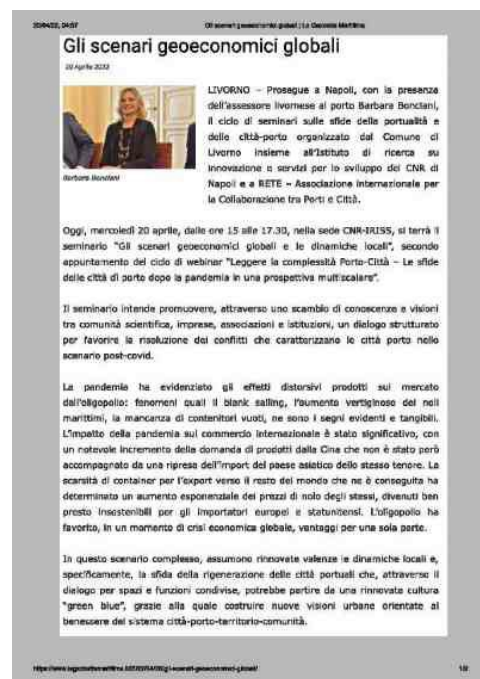 20/04/22, 04:57
Gli scenari geoeconomici globali | La Gazzetta Marittima
Gli scenari geoeconomici globali
20 Aprile 2022
LIVORNO – Prosegue a Napoli, con la presenza
dell'assessore livornese al porto Barbara Bonciani,
il ciclo di seminari sulle sfide della portualità e
delle città-porto organizzato dal Comune di
Livorno insieme all'Istituto di ricerca su
Innovazione e servizi per lo sviluppo del CNR di
Napoli e a RETE – Associazione internazionale per
la Collaborazione tra Porti e Città.
Barbara Bonciani
Oggi, mercoledì 20 aprile, dalle ore 15 alle 17.30, nella sede CNR-IRISS, si terrà il
seminario "Gli scenari geoeconomici globali e le dinamiche locali", secondo
appuntamento del ciclo di webinar "Leggere la complessità Porto-Città – Le sfide
delle città di porto dopo la pandemia in una prospettiva multiscalare".
Il seminario intende promuovere, attraverso uno scambio di conoscenze e visioni
tra comunità scientifica, imprese, associazioni e istituzioni, un dialogo strutturato
per favorire la risoluzione dei conflitti che caratterizzano le città porto nello
scenario post-covid.
La pandemia ha evidenziato gli effetti distorsivi prodotti sul mercato
dall'oligopolio: fenomeni quali il blank sailing, l'aumento vertiginoso dei noli
marittimi, la mancanza di contenitori vuoti, ne sono i segni evidenti e tangibili.
L'impatto della pandemia sul commercio internazionale è stato significativo, con
un notevole incremento della domanda di prodotti dalla Cina che non è stato però
accompagnato da una ripresa dell'import del paese asiatico dello stesso tenore. La
scarsità di container per l'export verso il resto del mondo che ne è conseguita ha
determinato un aumento esponenziale dei prezzi di nolo degli stessi, divenuti ben
presto insostenibili per gli importatori europei e statunitensi. L'oligopolio ha
favorito, in un momento di crisi economica globale, vantaggi per una sola parte.
In questo scenario complesso, assumono rinnovate valenze le dinamiche locali e,
specificamente, la sfida della rigenerazione delle città portuali che, attraverso il
dialogo per spazi e funzioni condivise, potrebbe partire da una rinnovata cultura
"green blue", grazie alla quale costruire nuove visioni urbane orientate al
benessere del sistema città-porto-territorio-comunità.